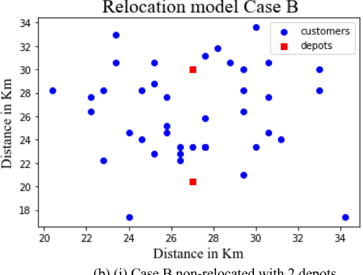 Relocation model Case B
34
32
30
28
26
24
22
20
18
customers
depots
Distance in Km
20
22
24
26
28
30
32
34
Distance in Km
(b) (i) Case B non-relocated with 2 depots